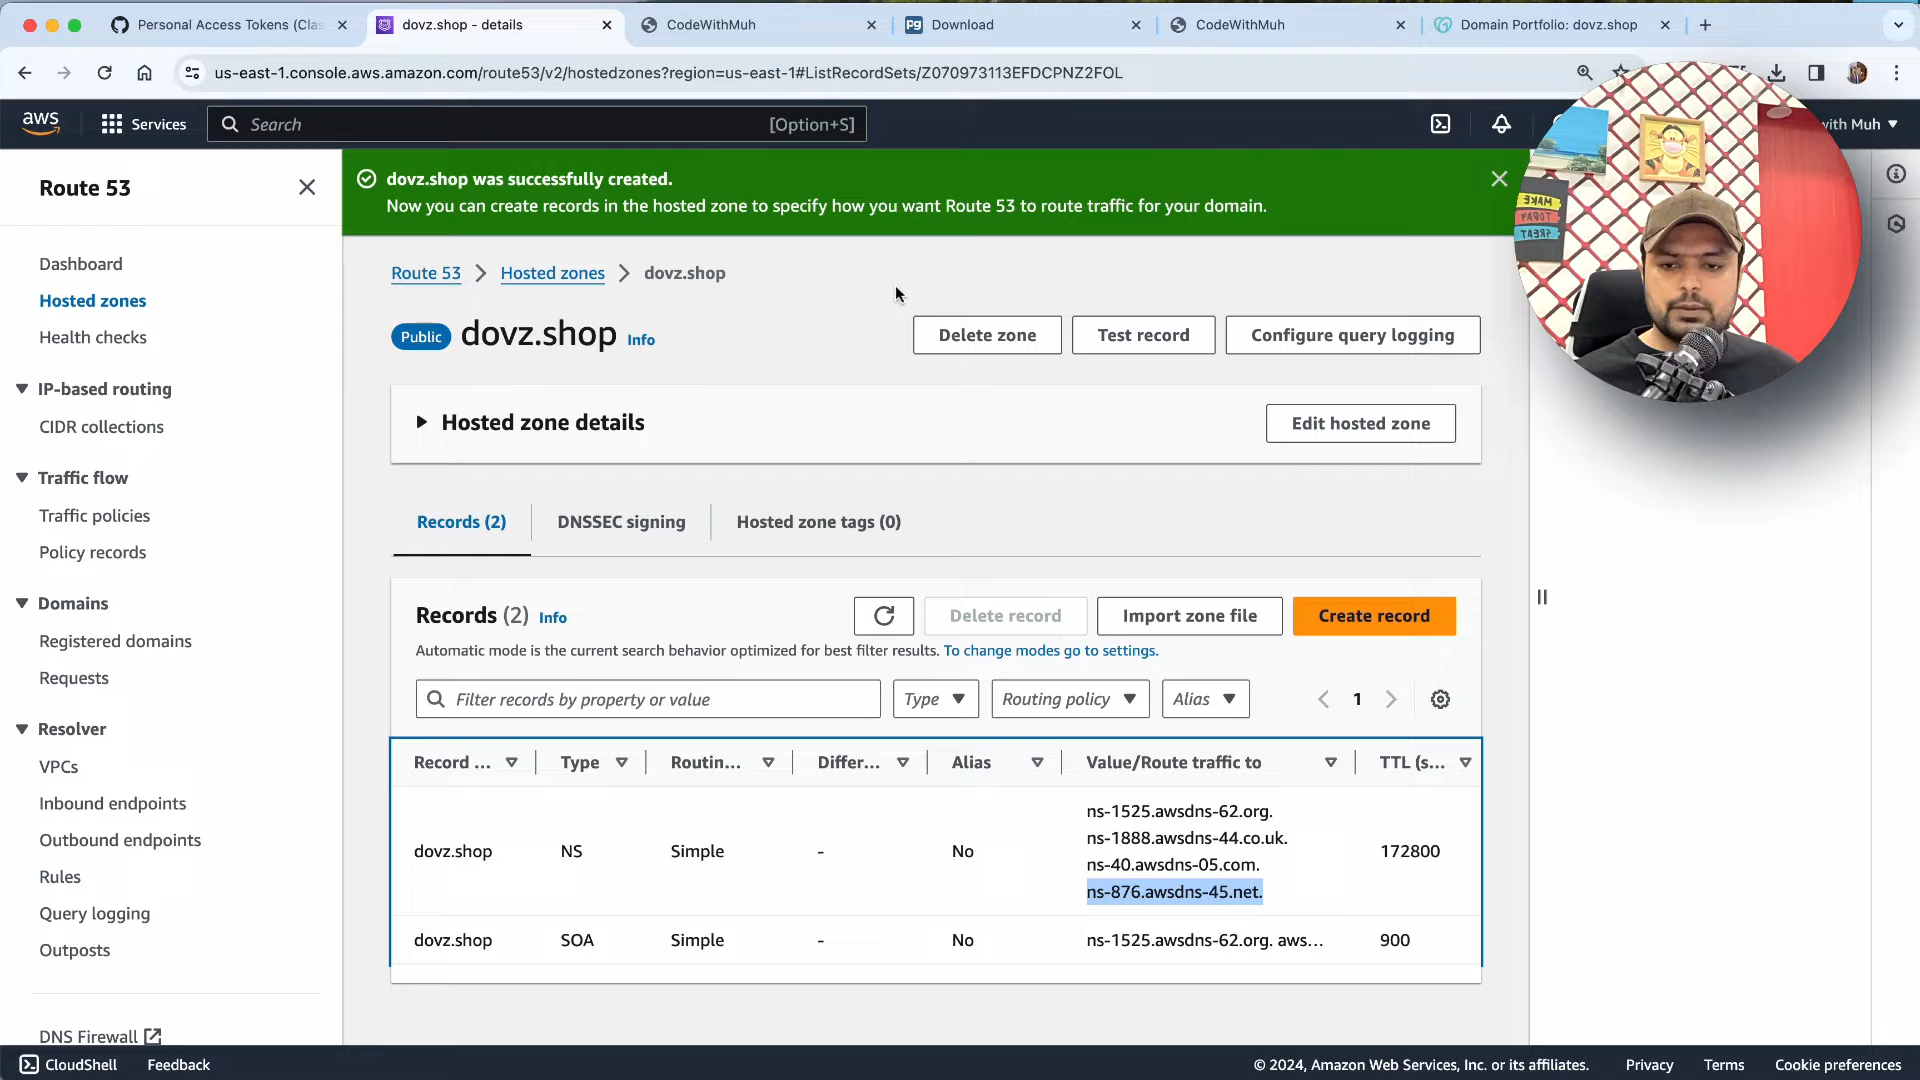 Personal Access Tokens (Clas
dovz.shop - details
CodeWithMuh
Download
CodeWithMuh
Domain Portfolio: dovz.shop
us-east-1.console.aws.amazon.com/route53/v2/hostedzones?region=us-east-1#ListRecordSets/Z070973113EFDCPNZ2FOL
aws
Services
Search
[Option+S]
with Muh
MAKE
TODAY
GREAT
Route 53
Dashboard
Hosted zones
Health checks
IP-based routing
CIDR collections
Traffic flow
Traffic policies
Policy records
Domains
Registered domains
Requests
Resolver
VPCs
Inbound endpoints
Outbound endpoints
Rules
Query logging
Outposts
DNS Firewall
dovz.shop was successfully created.
Now you can create records in the hosted zone to specify how you want Route 53 to route traffic for your domain.
Route 53
Hosted zones
dovz.shop
Public dovz.shop Info
Delete zone
Test record
Configure query logging
Hosted zone details
Edit hosted zone
Records (2)
DNSSEC signing
Hosted zone tags (0)
Records (2) Info
Delete record
Import zone file
Create record
Automatic mode is the current search behavior optimized for best filter results. To change modes go to settings.
Filter records by property or value
Type
Routing policy
Alias
1
Record ... Type Routin... Differ... Alias Value/Route traffic to TTL (s...
dovz.shop NS Simple - No
ns-1525.awsdns-62.org.
ns-1888.awsdns-44.co.uk.
ns-40.awsdns-05.com.
ns-876.awsdns-45.net.
172800
dovz.shop SOA Simple - No ns-1525.awsdns-62.org. aws... 900
CloudShell Feedback
© 2024, Amazon Web Services, Inc. or its affiliates. Privacy Terms Cookie preferences